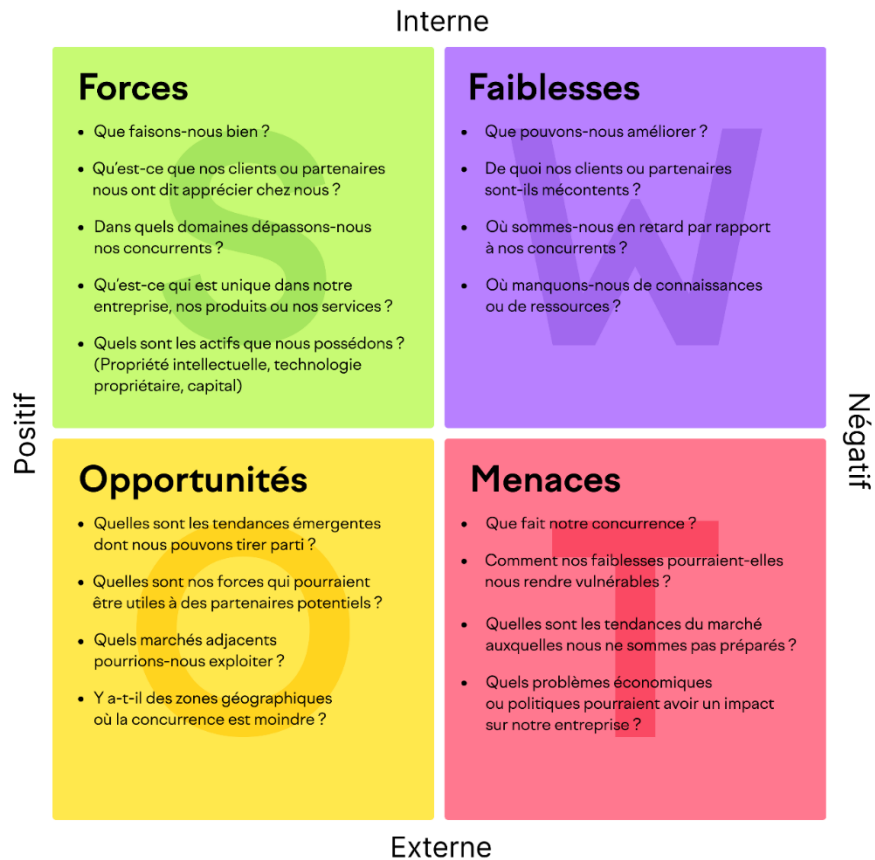 Interne
Forces
• Que faisons-nous bien ?
• Qu'est-ce que nos clients ou partenaires
nous ont dit apprécier chez nous ?
• Dans quels domaines dépassons-nous
nos concurrents ?
• Qu'est-ce qui est unique dans notre
entreprise, nos produits ou nos services ?
• Quels sont les actifs que nous possédons ?
(Propriété intellectuelle, technologie
propriétaire, capital)
S
Faiblesses
• Que pouvons-nous améliorer ?
• De quoi nos clients ou partenaires
sont-ils mécontents ?
• Où sommes-nous en retard par rapport
à nos concurrents ?
• Où manquons-nous de connaissances
ou de ressources ?
W
Positif
Négatif
Opportunités
• Quelles sont les tendances émergentes
dont nous pouvons tirer parti ?
• Quelles sont nos forces qui pourraient
être utiles à des partenaires potentiels ?
• Quels marchés adjacents
pourrions-nous exploiter ?
• Y a-t-il des zones géographiques
où la concurrence est moindre ?
O
Menaces
• Que fait notre concurrence ?
• Comment nos faiblesses pourraient-elles
nous rendre vulnérables ?
• Quelles sont les tendances du marché
auxquelles nous ne sommes pas préparés ?
• Quels problèmes économiques
ou politiques pourraient avoir un impact
sur notre entreprise ?
T
Externe